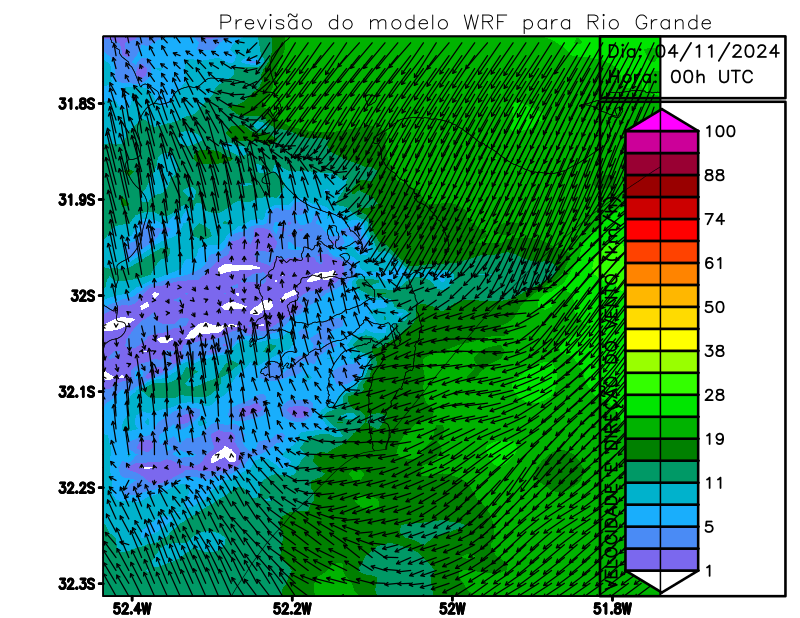 Previsão do modelo WRF para Rio Grande
Dia: 04/11/2024
Hora: 00h UTC
31.8S
31.9S
32S
32.1S
32.2S
32.3S
52.4W
52.2W
52W
51.8W
100
88
74
61
50
38
28
19
11
5
1
VELOCIDADE E DIREÇÃO DO VENTO